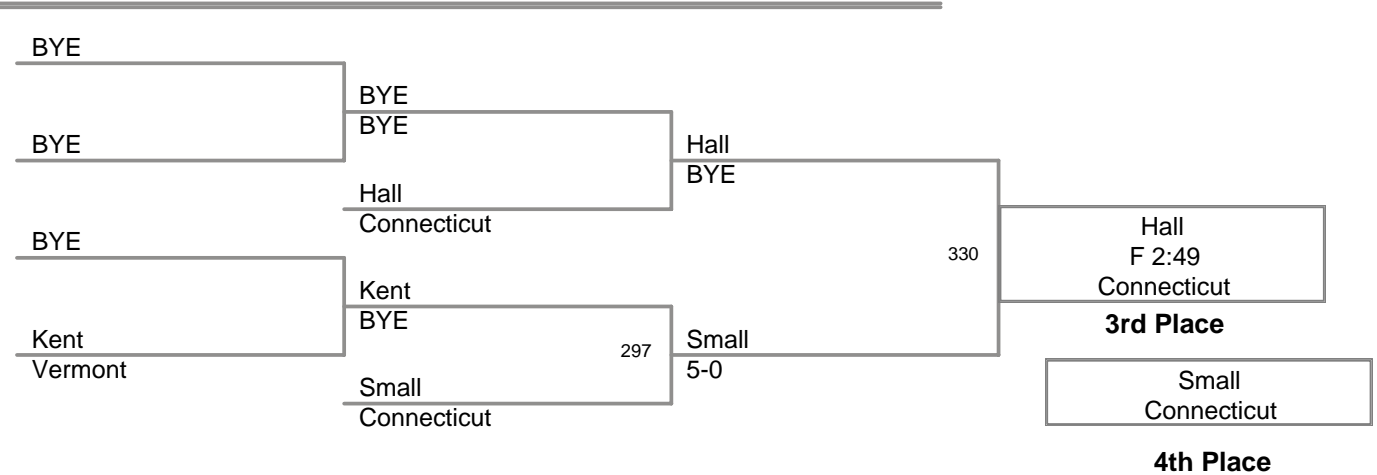 BYE
BYE
BYE
BYE
Hall
BYE
Hall
Connecticut
BYE
Kent
BYE
Kent
Vermont
Small
Connecticut
297
Small
5-0
330
Hall
F 2:49
Connecticut
3rd Place
Small
Connecticut
4th Place